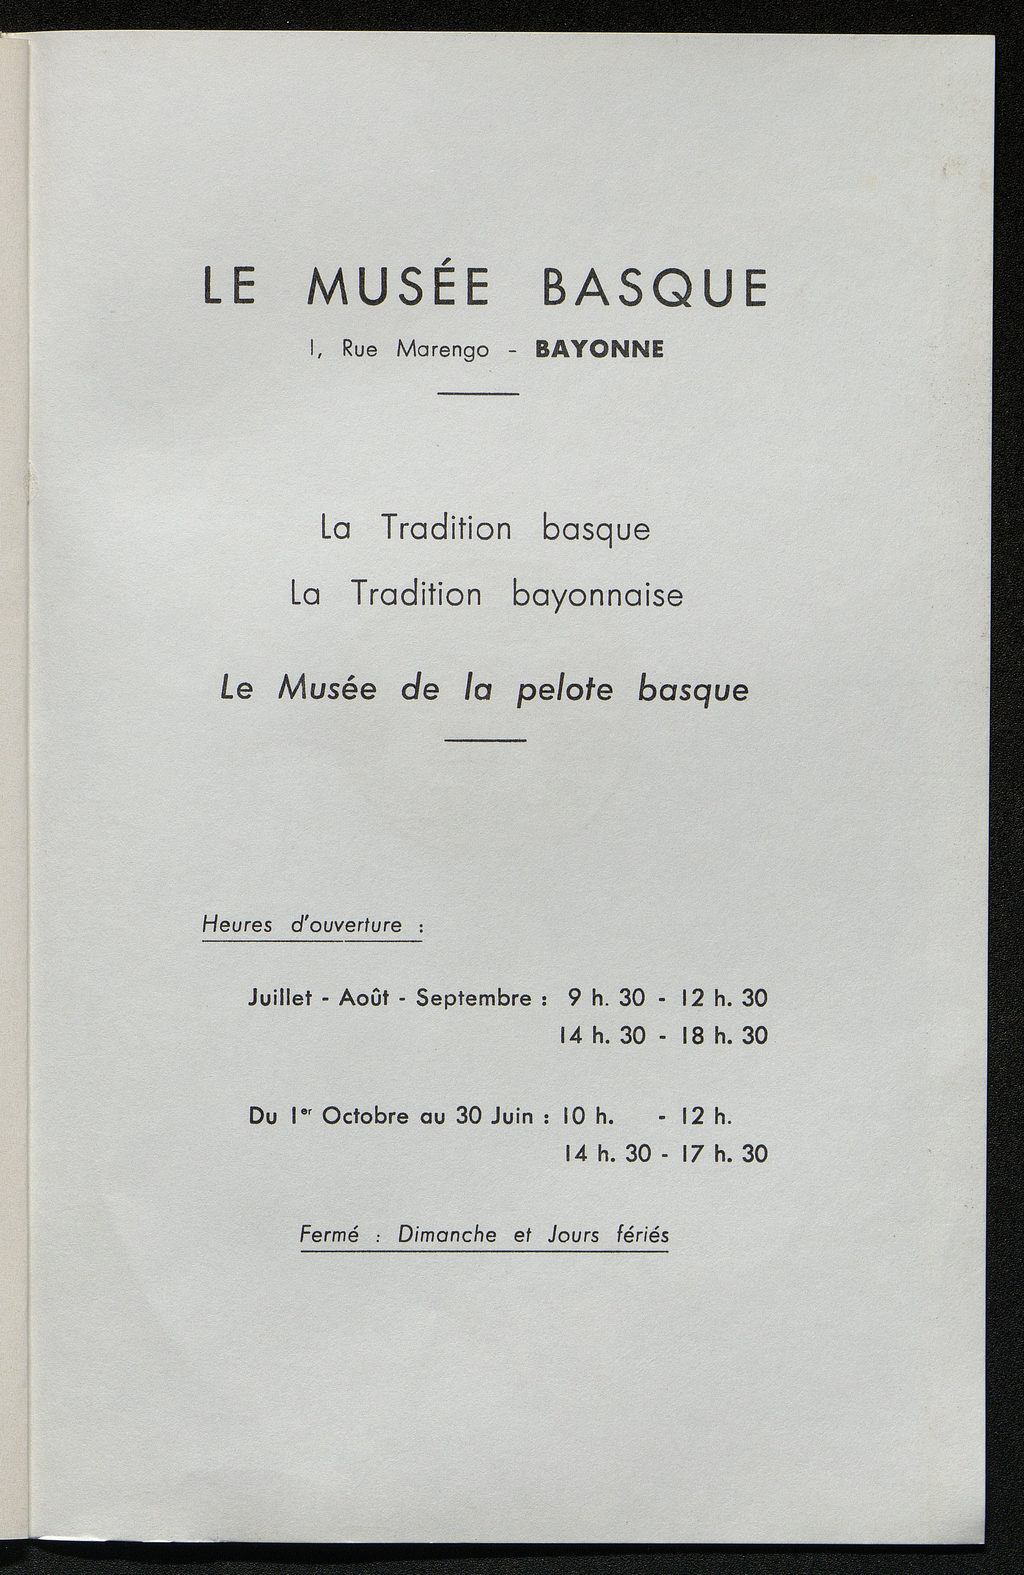 LE MUSÉE BASQUE
1, Rue Marengo - BAYONNE
La Tradition basque
La Tradition bayonnaise
Le Musée de la pelote basque
Heures d'ouverture :
Juillet - Août - Septembre : 9 h. 30 - 12 h. 30
14 h. 30 - 18 h. 30
Du 1er Octobre au 30 Juin : 10 h. - 12 h.
14 h. 30 - 17 h. 30
Fermé : Dimanche et Jours fériés